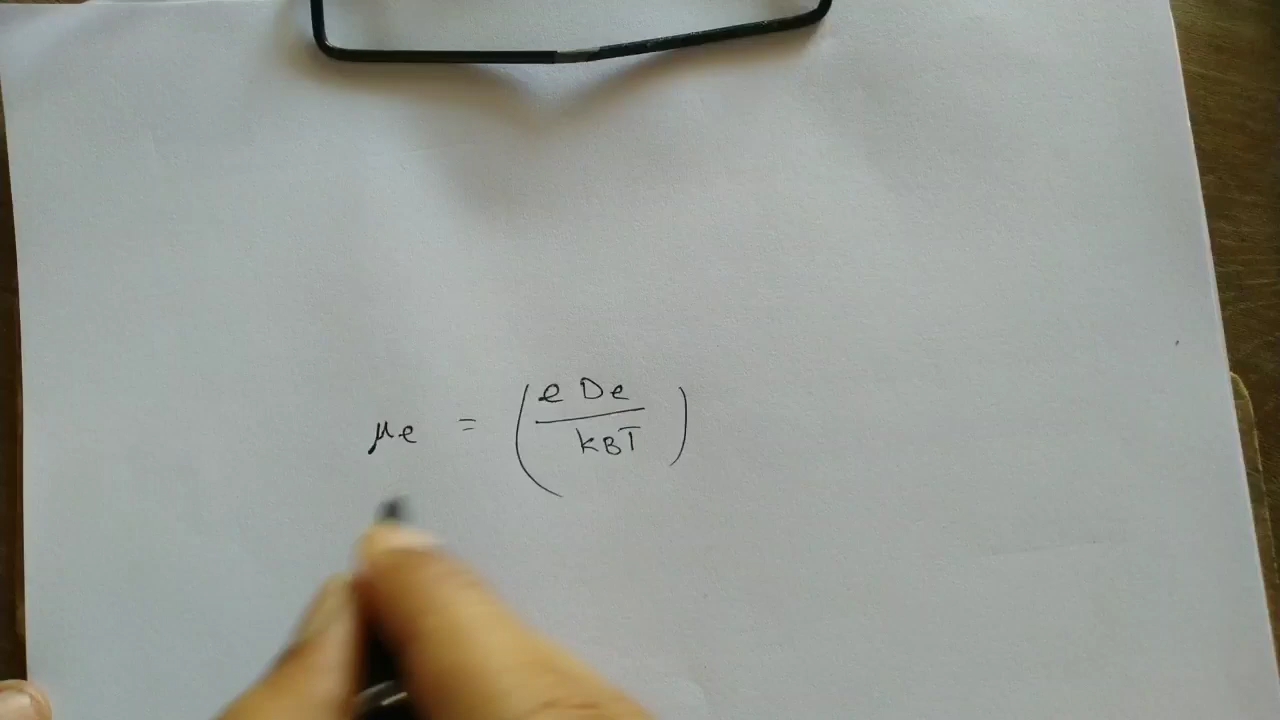 μe = (e De / kBT)